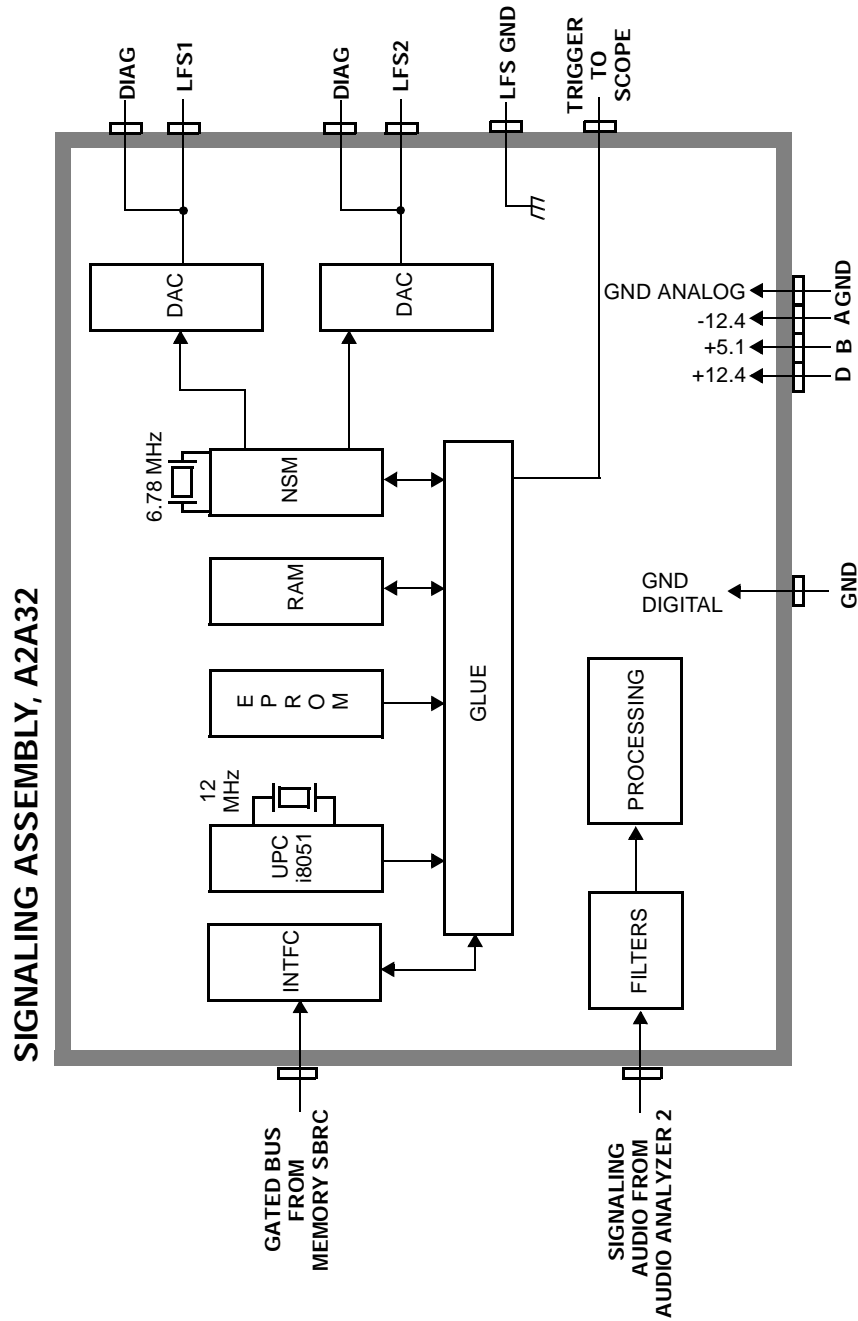 SIGNALING ASSEMBLY, A2A32
GATED BUS
FROM
MEMORY SBRC
INTFC
UPC
i8051
12
MHz
E
P
R
O
M
RAM
NSM
6.78 MHz
GLUE
DAC
DAC
DIAG
LFS1
DIAG
LFS2
LFS GND
TRIGGER
TO
SCOPE
SIGNALING
AUDIO FROM
AUDIO ANALYZER 2
FILTERS
PROCESSING
GND
DIGITAL
GND
GND ANALOG
-12.4
+5.1
+12.4
AGND
A
B
D